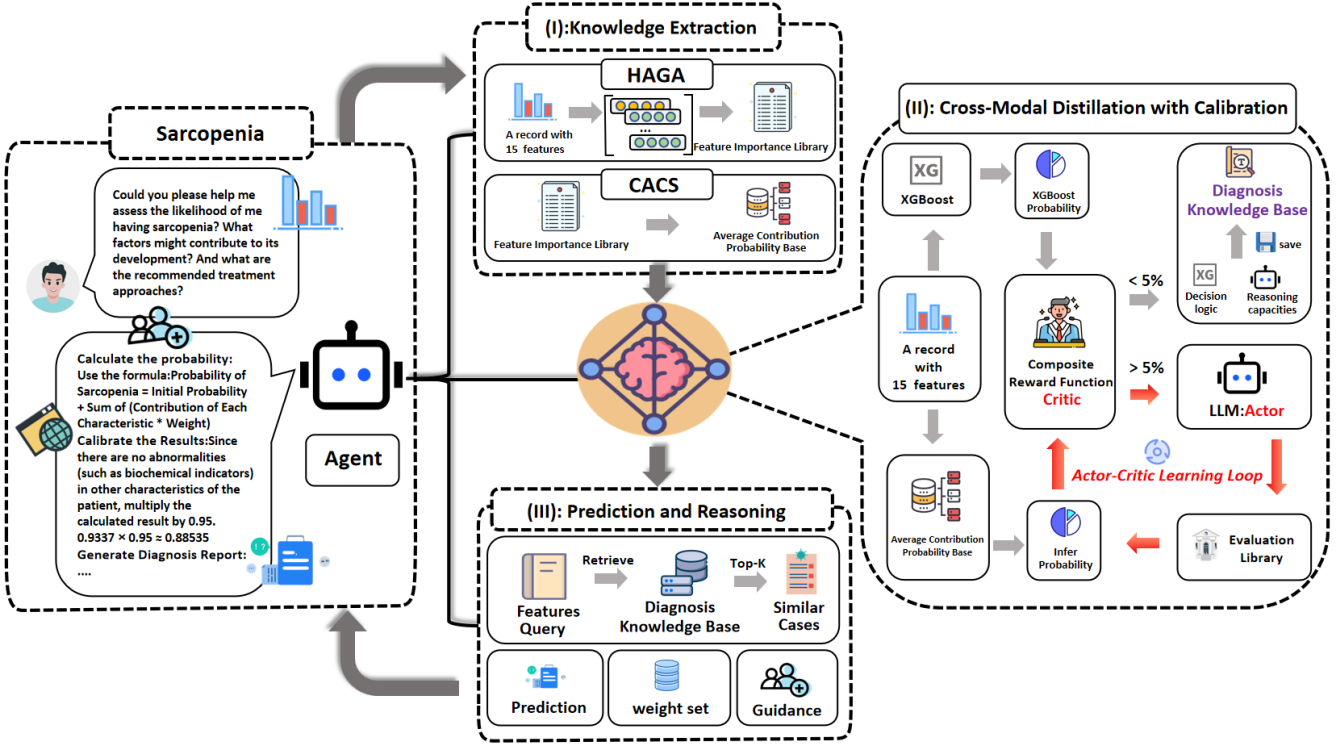 Sarcopenia
Could you please help me
assess the likelihood of me
having sarcopenia? What
factors might contribute to its
development? And what are
the recommended treatment
approaches?
Calculate the probability:
Use the formula:Probability of
Sarcopenia = Initial Probability
+ Sum of (Contribution of Each
Characteristic * Weight)
Calibrate the Results:Since
there are no abnormalities
(such as biochemical indicators)
in other characteristics of the
patient, multiply the
calculated result by 0.95.
0.9337 × 0.95 ≈ 0.88535
Generate Diagnosis Report:
....
Agent
(I):Knowledge Extraction
HAGA
A record with
15 features
...
Feature Importance Library
CACS
Feature Importance Library
Average Contribution
Probability Base
(III): Prediction and Reasoning
Features
Query
Retrieve
Diagnosis
Knowledge Base
Top-K
Similar
Cases
Prediction
weight set
Guidance
(II): Cross-Modal Distillation with Calibration
XG
XGBoost
XGBoost
Probability
T
Diagnosis
Knowledge Base
save
XG
Decision
logic
Reasoning
capacities
A record
with
15 features
Composite
Reward Function
Critic
< 5%
> 5%
LLM:Actor
Actor-Critic Learning Loop
Average Contribution
Probability Base
Infer
Probability
Evaluation
Library